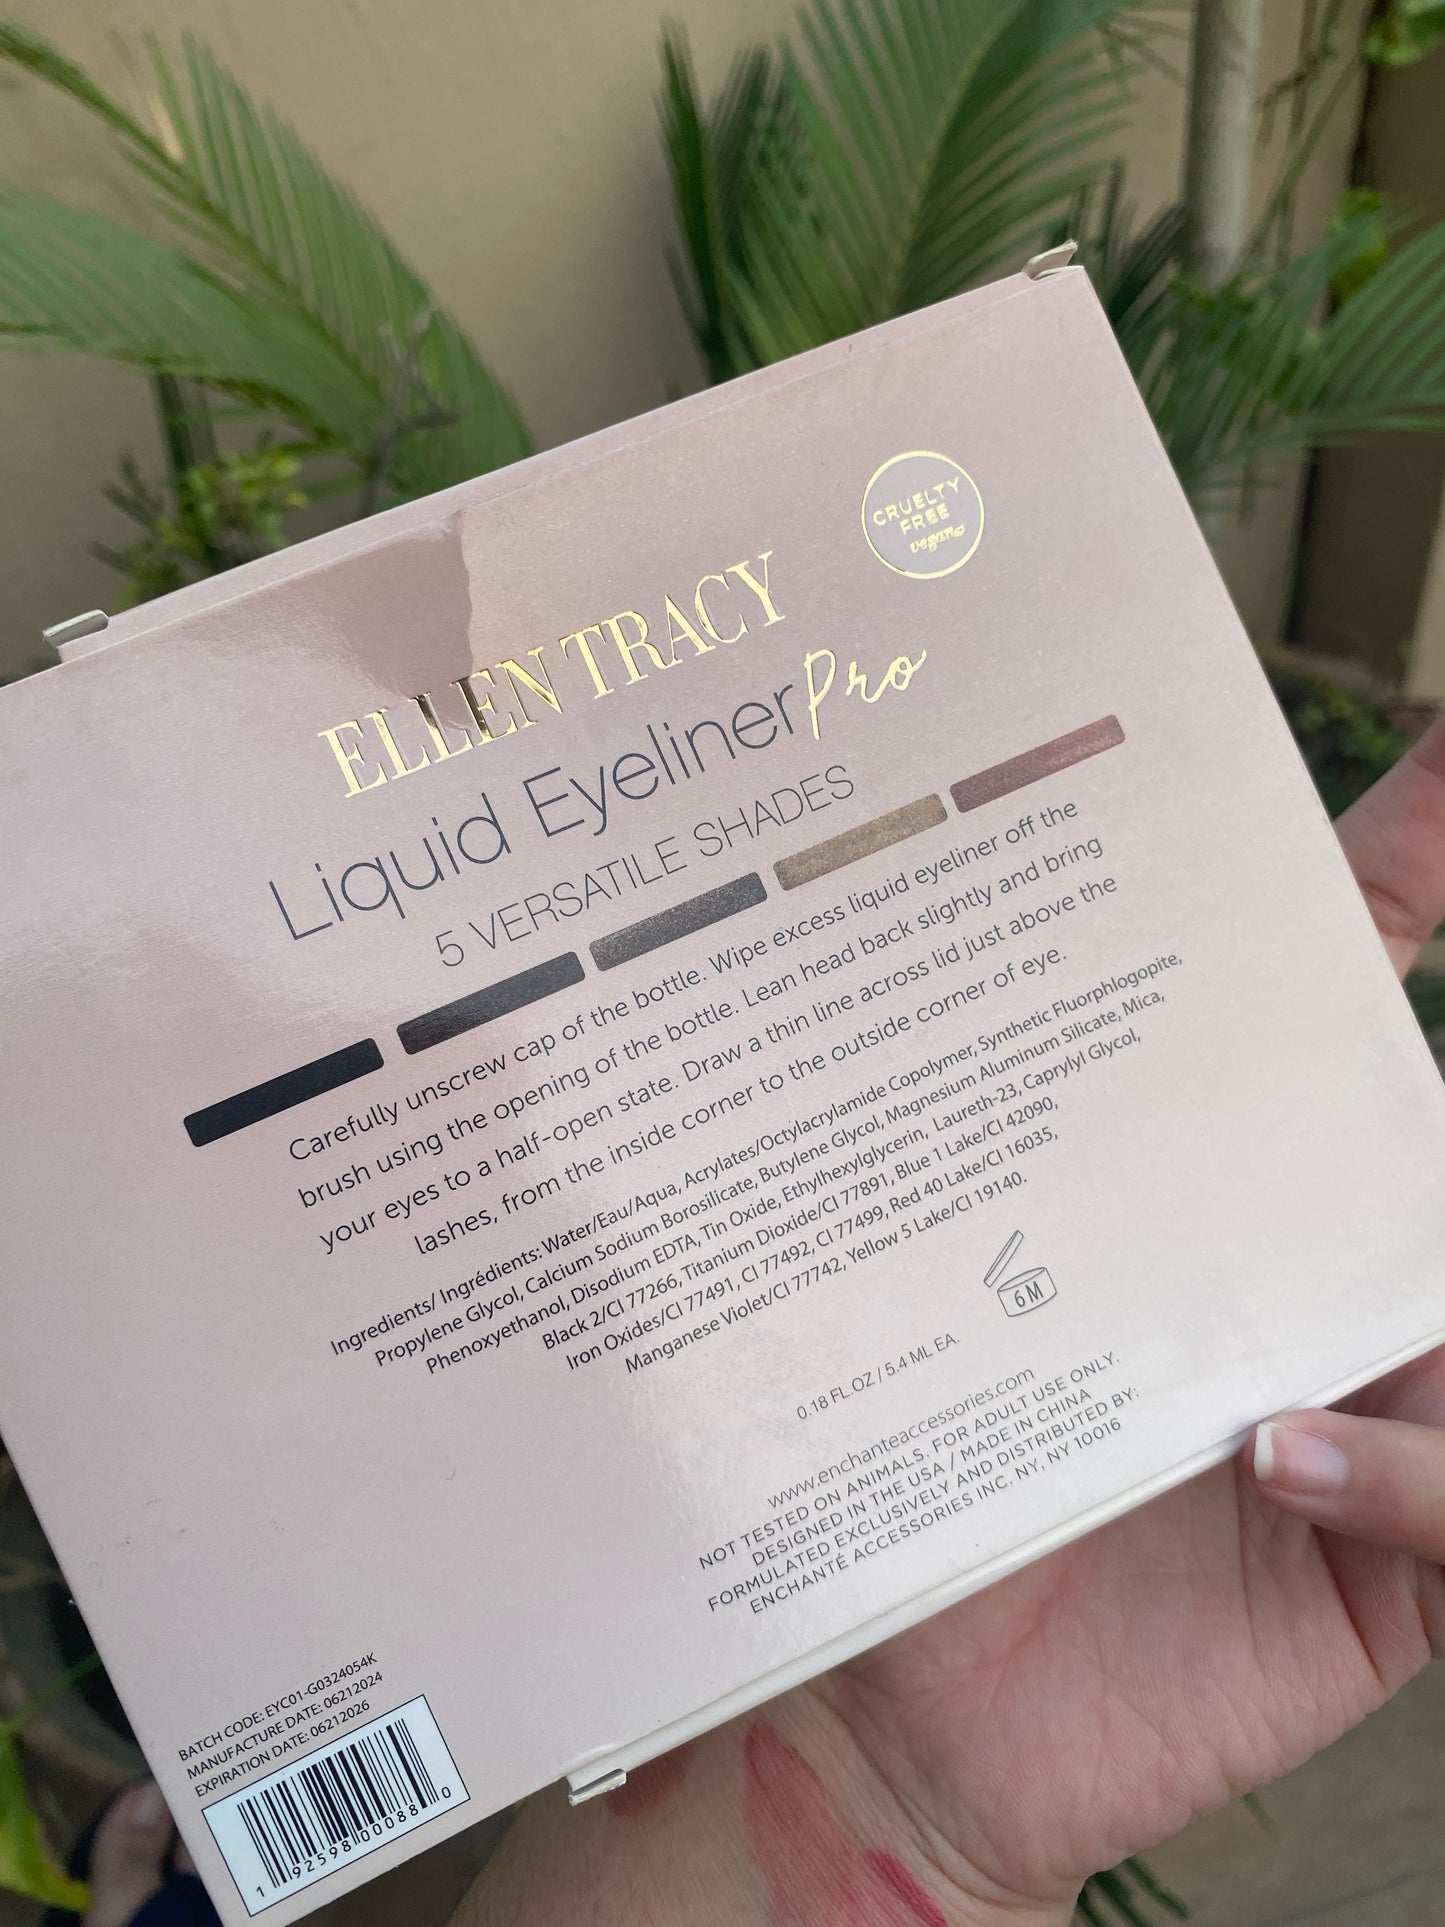 CRUELTY
FREE
vegan
ELLEN TRACY
Liquid Eyeliner Pro
5 VERSATILE SHADES
Carefully unscrew cap of the bottle. Wipe excess liquid eyeliner off the
brush using the opening of the bottle. Lean head back slightly and bring
your eyes to a half-open state. Draw a thin line across lid just above the
lashes, from the inside corner to the outside corner of eye.
Ingredients/ Ingrédients: Water/Eau/Aqua, Acrylates/Octylacrylamide Copolymer, Synthetic Fluorphlogopite,
Propylene Glycol, Calcium Sodium Borosilicate, Butylene Glycol, Magnesium Aluminum Silicate, Mica,
Phenoxyethanol, Disodium EDTA, Tin Oxide, Ethylhexylglycerin, Laureth-23, Caprylyl Glycol,
Black 2/CI 77266, Titanium Dioxide/CI 77891, Blue 1 Lake/CI 42090,
Iron Oxides/CI 77491, CI 77492, CI 77499, Red 40 Lake/CI 16035,
Manganese Violet/CI 77742, Yellow 5 Lake/CI 19140.
6 M
0.18 FL.OZ / 5.4 ML EA.
www.enchanteaccessories.com
NOT TESTED ON ANIMALS. FOR ADULT USE ONLY.
DESIGNED IN THE USA / MADE IN CHINA
FORMULATED EXCLUSIVELY AND DISTRIBUTED BY:
ENCHANTÉ ACCESSORIES INC. NY, NY 10016
BATCH CODE: EYC01-G0324054K
MANUFACTURE DATE: 06212024
EXPIRATION DATE: 06212026
1 92598 00088 0